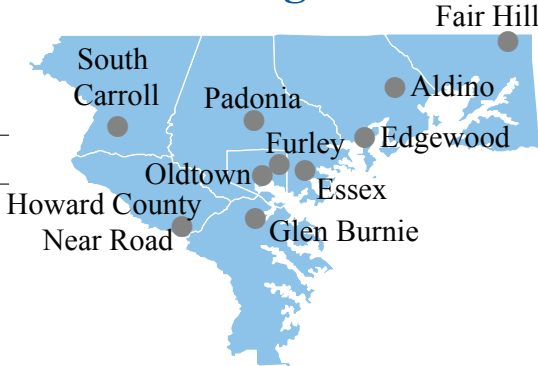 Fair Hill
South
Carroll
Aldino
Padonia
Edgewood
Furley
Oldtown
Essex
Howard County
Near Road
Glen Burnie